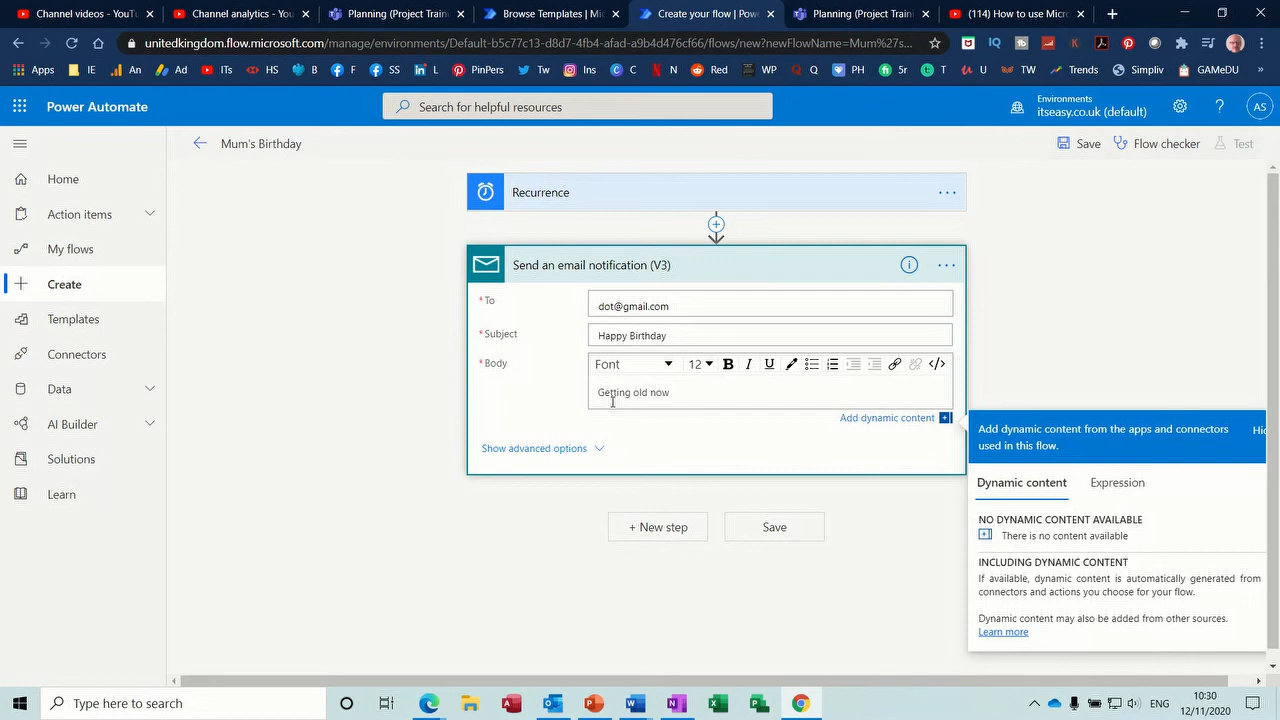 Channel videos - YouTu
Channel analytics - You
Planning (Project Traini
Browse Templates | Mic
Create your flow | Powe
Planning (Project Traini
(114) How to use Micro
unitedkingdom.flow.microsoft.com/manage/environments/Default-b5c77c13-d8d7-4fb4-afad-a9b4d476cf66/flows/new?newFlowName=Mum%27s...
Apps
IE
An
Ad
ITs
HS
B
FF
SS
L
PinPers
Tw
Ins
C
N
Red
WP
Q
PH
5r
T
U
TW
Trends
Simpliv
GAMeDU
»
Power Automate
Search for helpful resources
Environments
itseasy.co.uk (default)
?
AS
Mum's Birthday
Save
Flow checker
Test
Home
Action items
My flows
Create
Templates
Connectors
Data
AI Builder
Solutions
Learn
Recurrence
...
Send an email notification (V3)
...
* To
dot@gmail.com
* Subject
Happy Birthday
* Body
Font
12
B
I
U
</>
Getting old now
Add dynamic content
Show advanced options
+ New step
Save
Add dynamic content from the apps and connectors
used in this flow.
Hid
Dynamic content
Expression
NO DYNAMIC CONTENT AVAILABLE
There is no content available
INCLUDING DYNAMIC CONTENT
If available, dynamic content is automatically generated from
connectors and actions you choose for your flow.
Dynamic content may also be added from other sources.
Learn more
Type here to search
ENG
10:30
12/11/2020